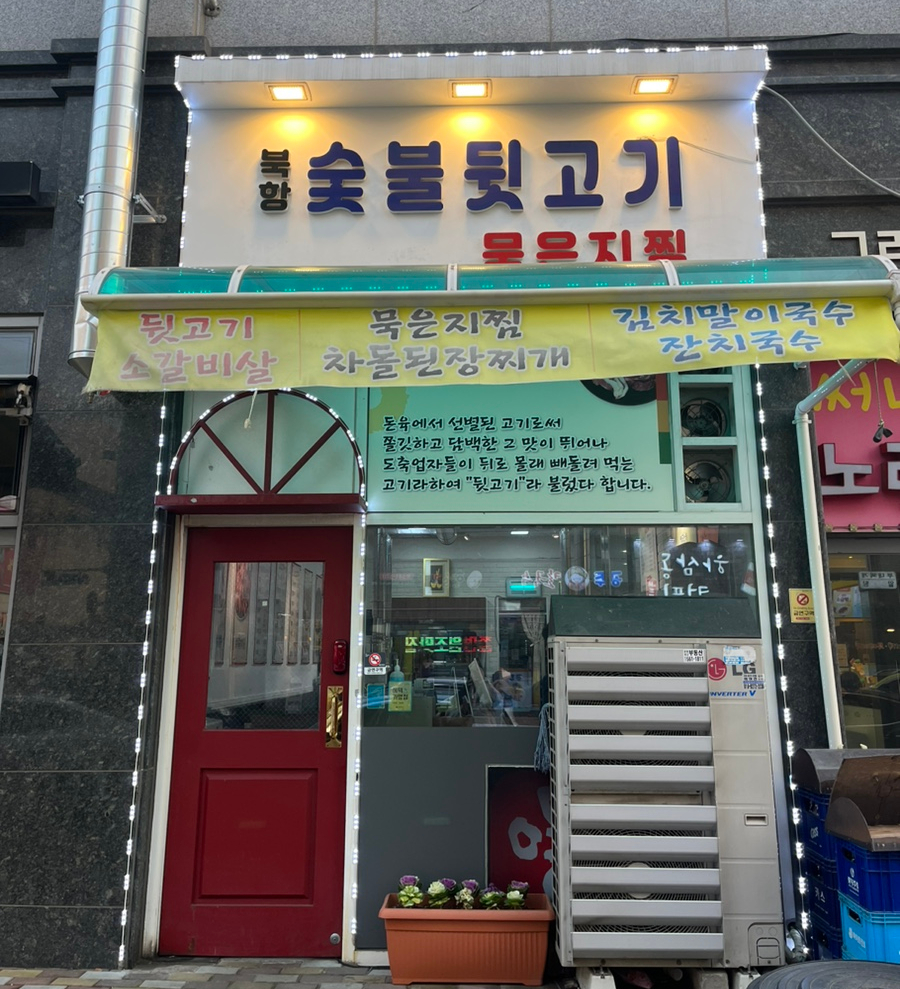 북항
숯불뒷고기
묵은지찜
뒷고기
소갈비살
묵은지찜
차돌된장찌개
김치말이국수
잔치국수
돈육에서 선별된 고기로써
쫄깃하고 담백한 그 맛이 뛰어나
도축업자들이 뒤로 몰래 빼돌려 먹는
고기라하여 "뒷고기"라 불렀다 합니다.
노래
LG
INVERTER V